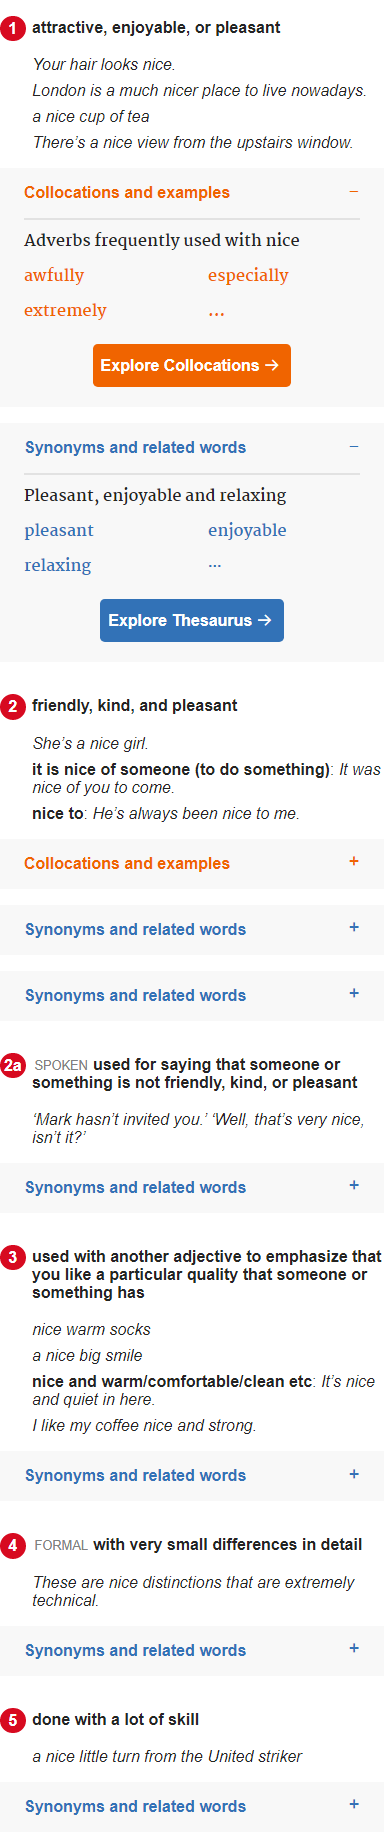 1 attractive, enjoyable, or pleasant
Your hair looks nice.
London is a much nicer place to live nowadays.
a nice cup of tea
There's a nice view from the upstairs window.
Collocations and examples −
Adverbs frequently used with nice
awfully especially
extremely ...
Explore Collocations →
Synonyms and related words −
Pleasant, enjoyable and relaxing
pleasant enjoyable
relaxing ...
Explore Thesaurus →
2 friendly, kind, and pleasant
She's a nice girl.
it is nice of someone (to do something): It was
nice of you to come.
nice to: He's always been nice to me.
Collocations and examples +
Synonyms and related words +
Synonyms and related words +
2a SPOKEN used for saying that someone or
something is not friendly, kind, or pleasant
‘Mark hasn't invited you.’ ‘Well, that's very nice,
isn't it?’
Synonyms and related words +
3 used with another adjective to emphasize that
you like a particular quality that someone or
something has
nice warm socks
a nice big smile
nice and warm/comfortable/clean etc: It's nice
and quiet in here.
I like my coffee nice and strong.
Synonyms and related words +
4 FORMAL with very small differences in detail
These are nice distinctions that are extremely
technical.
Synonyms and related words +
5 done with a lot of skill
a nice little turn from the United striker
Synonyms and related words +